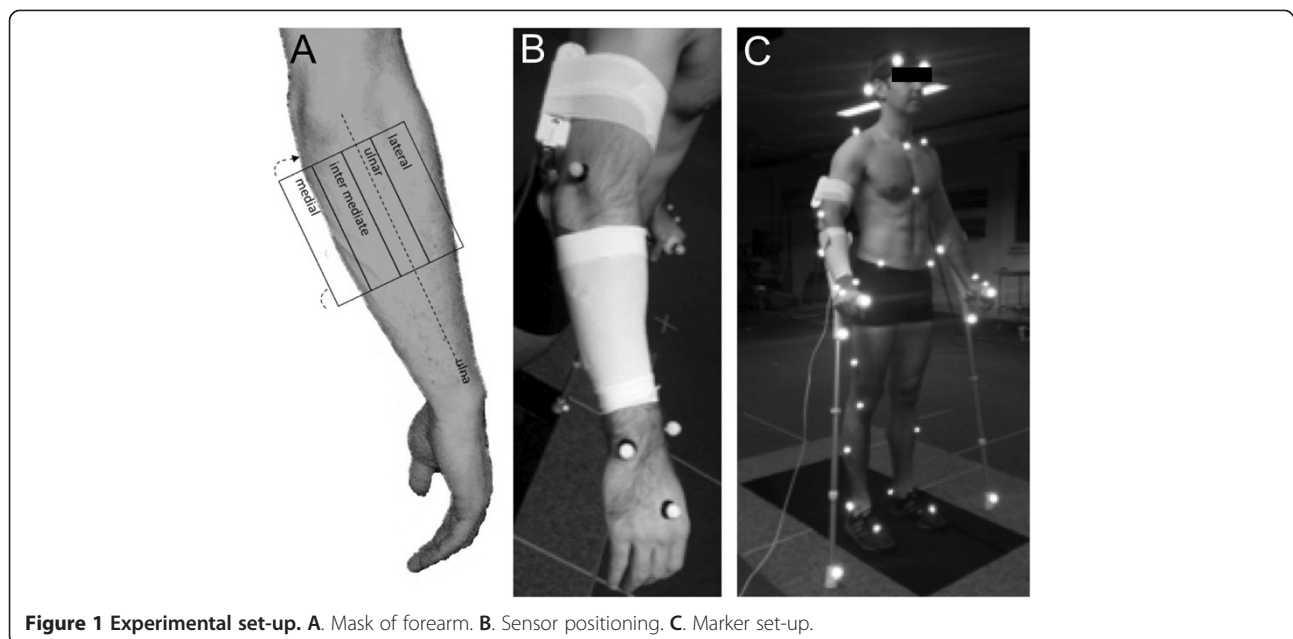 A
B
C
medial
inter mediate
ulnar
lateral
ulna
Figure 1 Experimental set-up. A. Mask of forearm. B. Sensor positioning. C. Marker set-up.